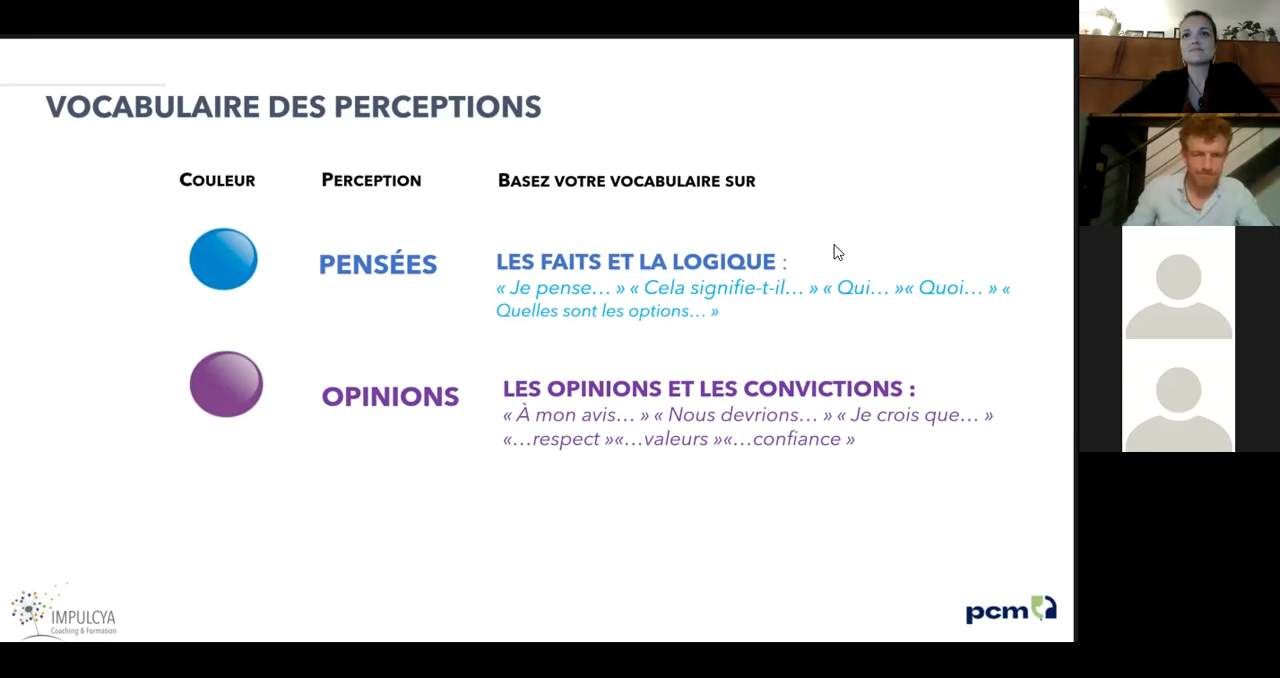 VOCABULAIRE DES PERCEPTIONS
COULEUR PERCEPTION BASEZ VOTRE VOCABULAIRE SUR
PENSÉES LES FAITS ET LA LOGIQUE :
« Je pense… » « Cela signifie-t-il… » « Qui… »« Quoi… » «
Quelles sont les options… »
OPINIONS LES OPINIONS ET LES CONVICTIONS :
« À mon avis… » « Nous devrions… » « Je crois que… »
«…respect »«…valeurs »«…confiance »
IMPULCYA
Coaching & Formation
pcm